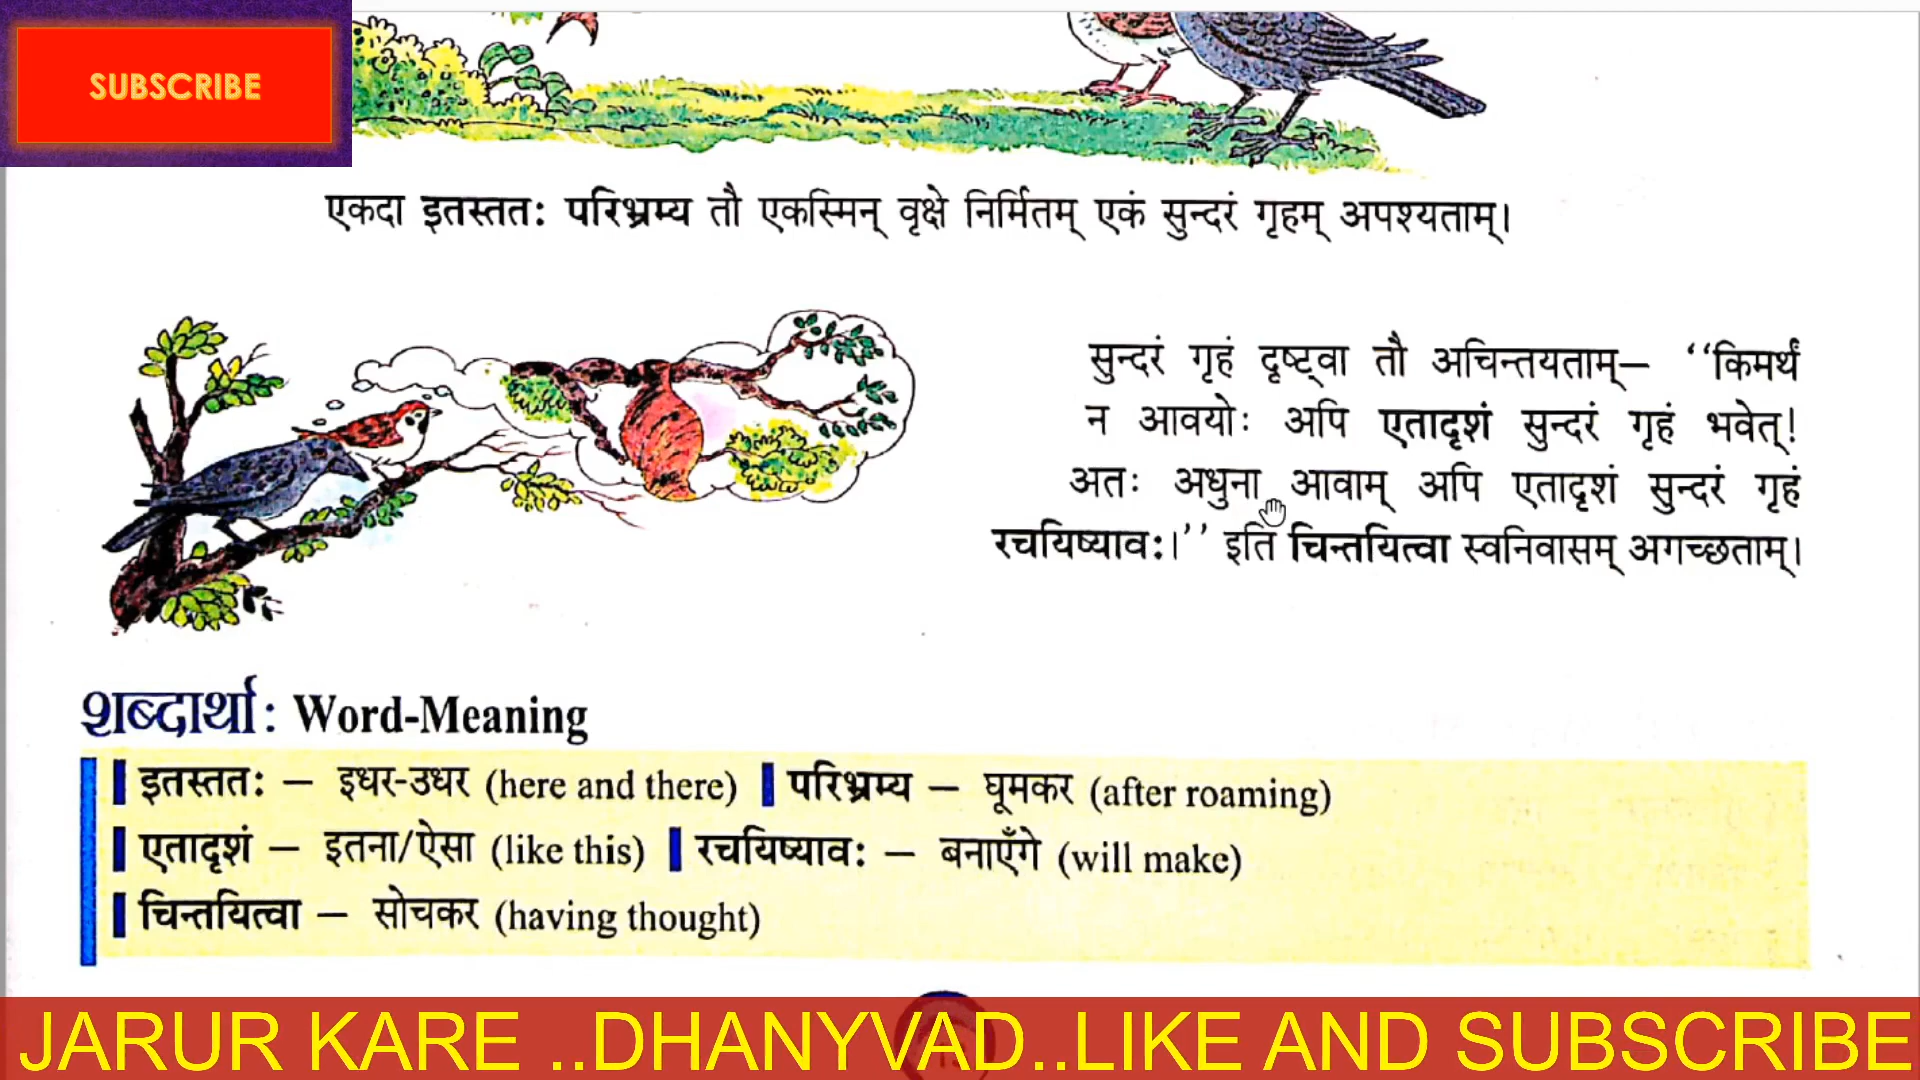 SUBSCRIBE
एकदा इतस्ततः परिभ्रम्य तौ एकस्मिन् वृक्षे निर्मितम् एकं सुन्दरं गृहम् अपश्यताम्।
सुन्दरं गृहं दृष्ट्वा तौ अचिन्तयताम्— ‘‘किमर्थं
न आवयोः अपि एतादृशं सुन्दरं गृहं भवेत्!
अतः अधुना आवाम् अपि एतादृशं सुन्दरं गृहं
रचयिष्यावः।’’ इति चिन्तयित्वा स्वनिवासम् अगच्छताम्।
शब्दार्थाः Word-Meaning
इतस्ततः — इधर-उधर (here and there) परिभ्रम्य — घूमकर (after roaming)
एतादृशं — इतना/ऐसा (like this) रचयिष्यावः — बनाएँगे (will make)
चिन्तयित्वा — सोचकर (having thought)
JARUR KARE ..DHANYVAD..LIKE AND SUBSCRIBE